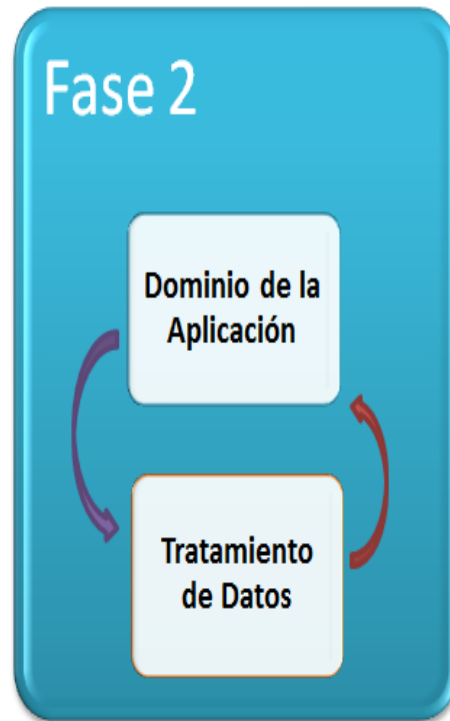 Fase 2
Dominio de la
Aplicación
Tratamiento
de Datos